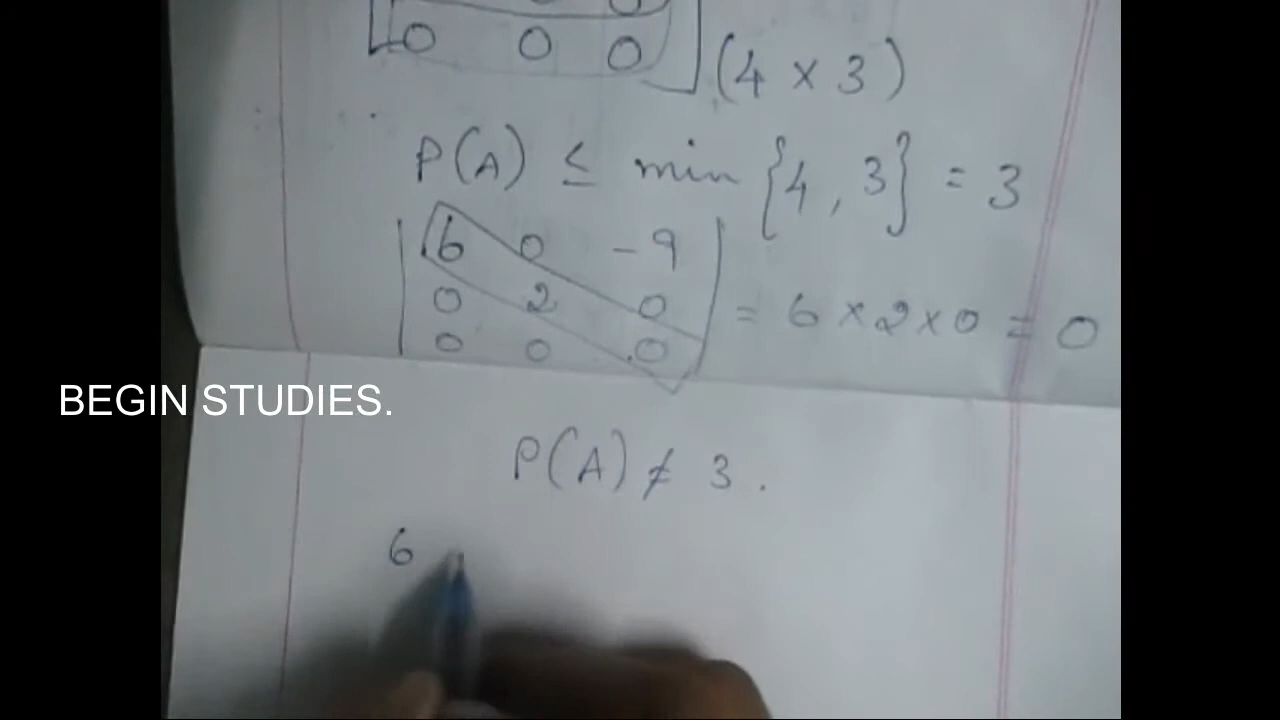 0 0 0
(4 × 3)
P(A) ≤ min {4, 3} = 3
6 0 -9
0 2 0 = 6×2×0 = 0
0 0 0
BEGIN STUDIES.
P(A) ≠ 3.
6